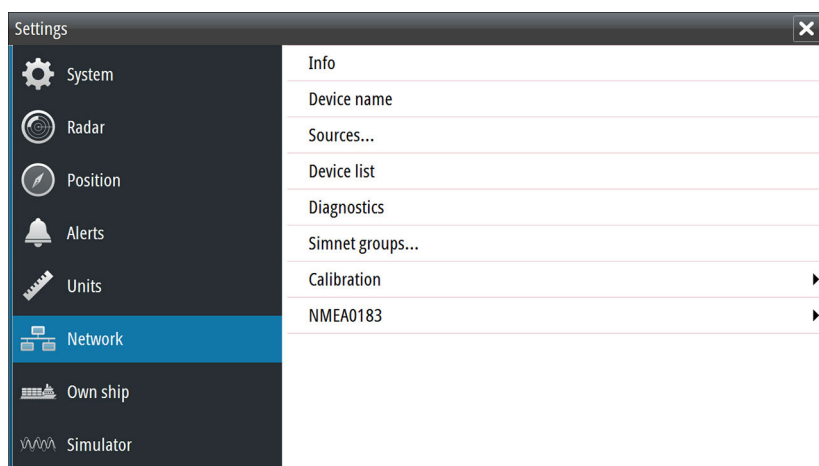 Settings
System
Radar
Position
Alerts
Units
Network
Own ship
Simulator
Info
Device name
Sources...
Device list
Diagnostics
Simnet groups...
Calibration
NMEA0183